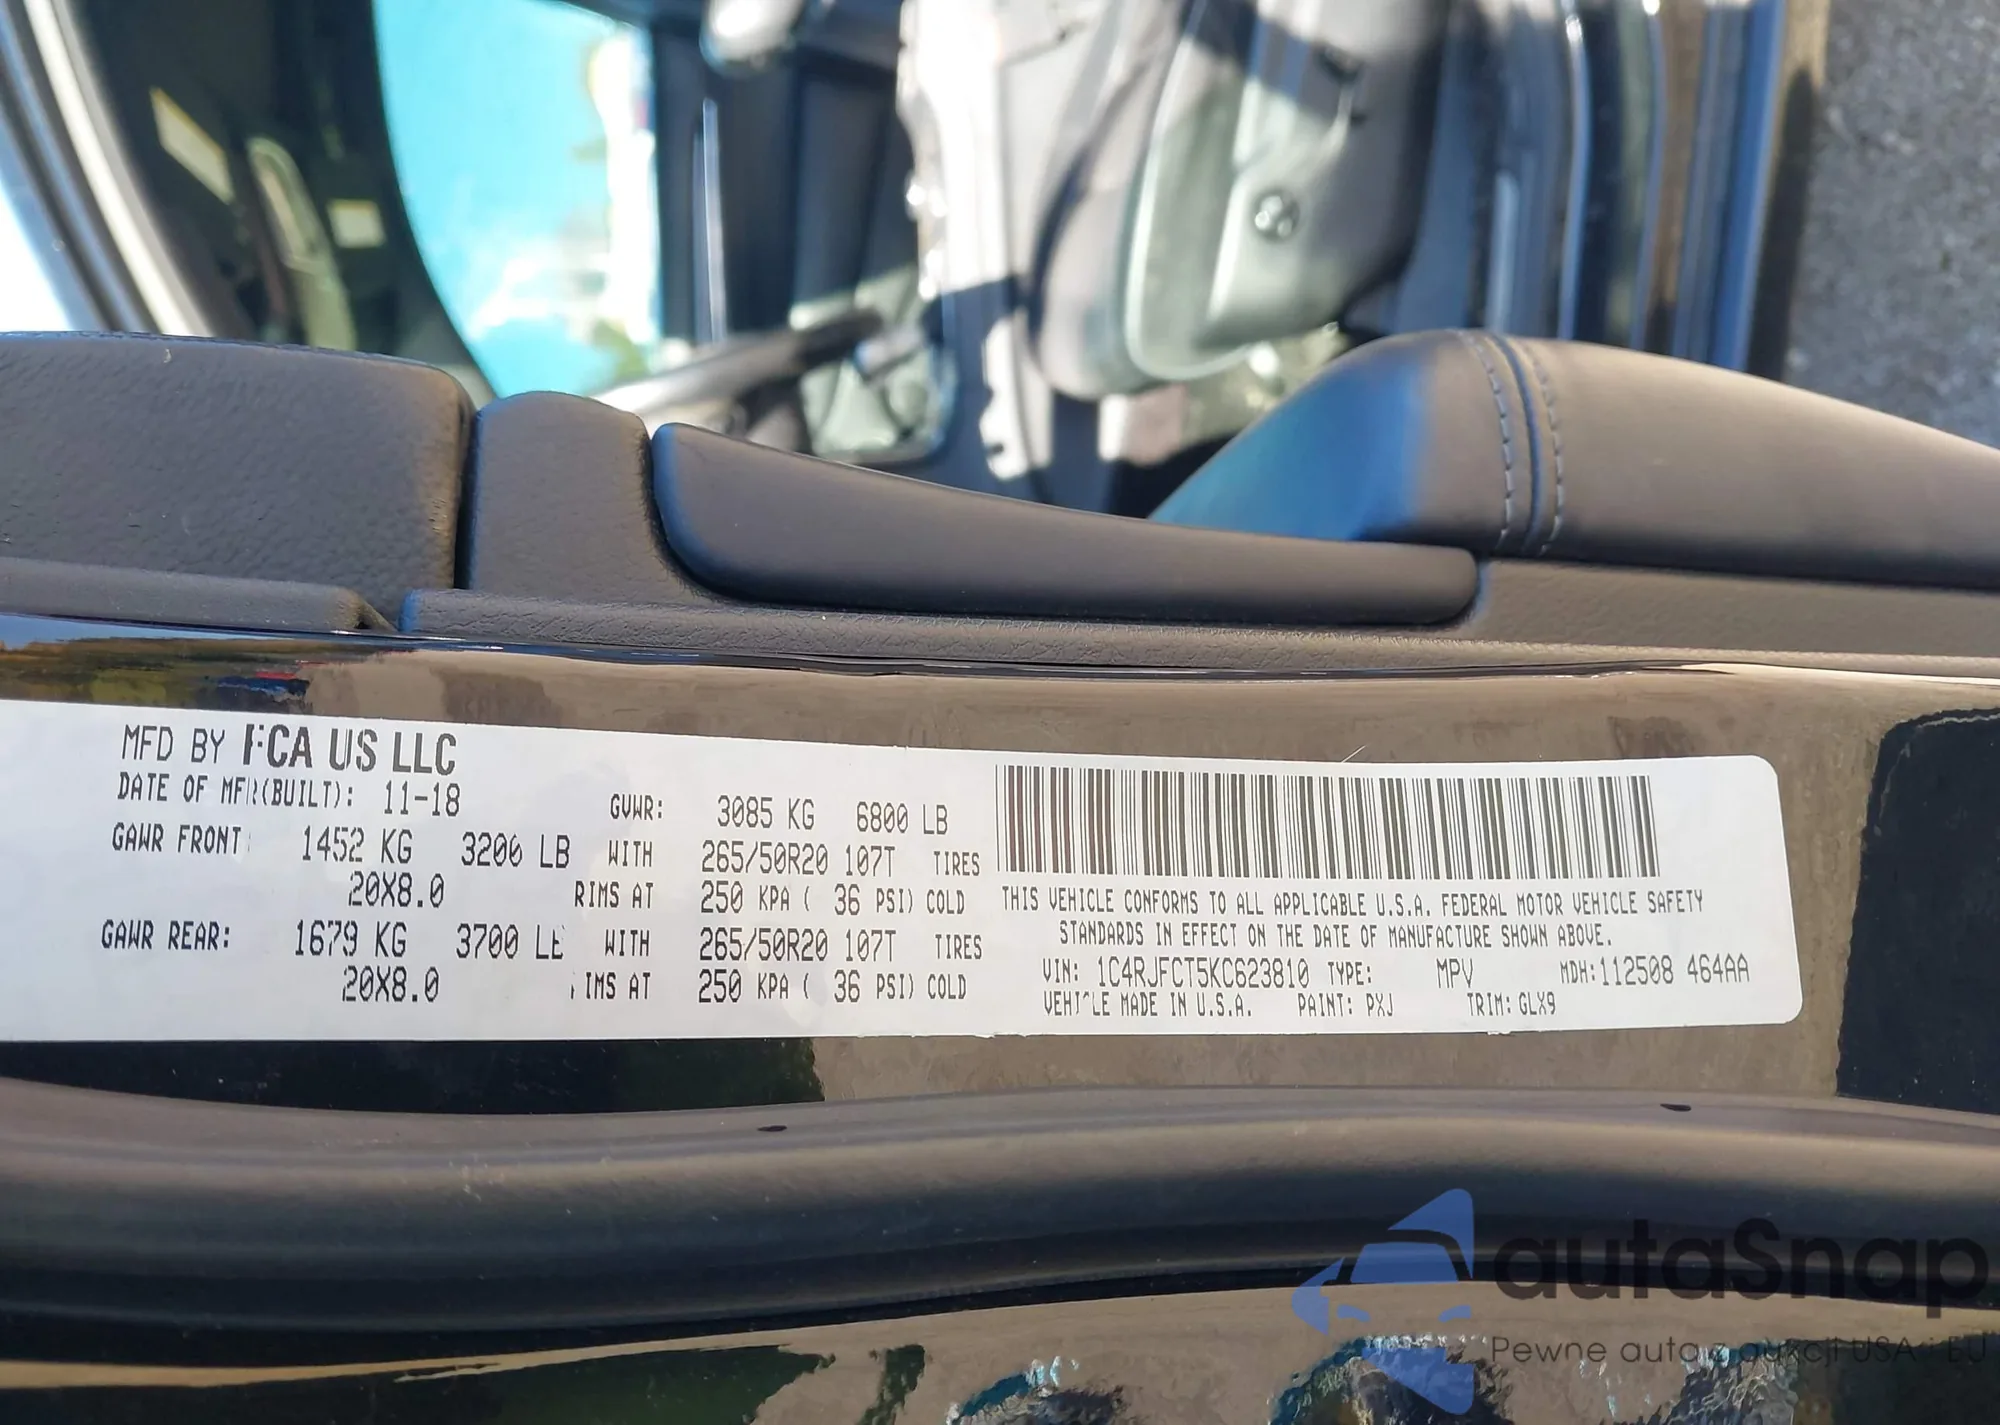 MFD BY FCA US LLC
DATE OF MFR(BUILT): 11-18 GVWR: 3085 KG 6800 LB
GAWR FRONT: 1452 KG 3200 LB WITH 265/50R20 107T TIRES
20X8.0 RIMS AT 250 KPA ( 36 PSI) COLD
GAWR REAR: 1679 KG 3700 LB WITH 265/50R20 107T TIRES
20X8.0 IMS AT 250 KPA ( 36 PSI) COLD
THIS VEHICLE CONFORMS TO ALL APPLICABLE U.S.A. FEDERAL MOTOR VEHICLE SAFETY
STANDARDS IN EFFECT ON THE DATE OF MANUFACTURE SHOWN ABOVE.
VIN: 1C4RJFCT5KC623810 TYPE: MPV MDH:112508 464AA
VEHICLE MADE IN U.S.A. PAINT: PXJ TRIM: GLX9
autaSnap
Pewne auta z aukcji USA i EU